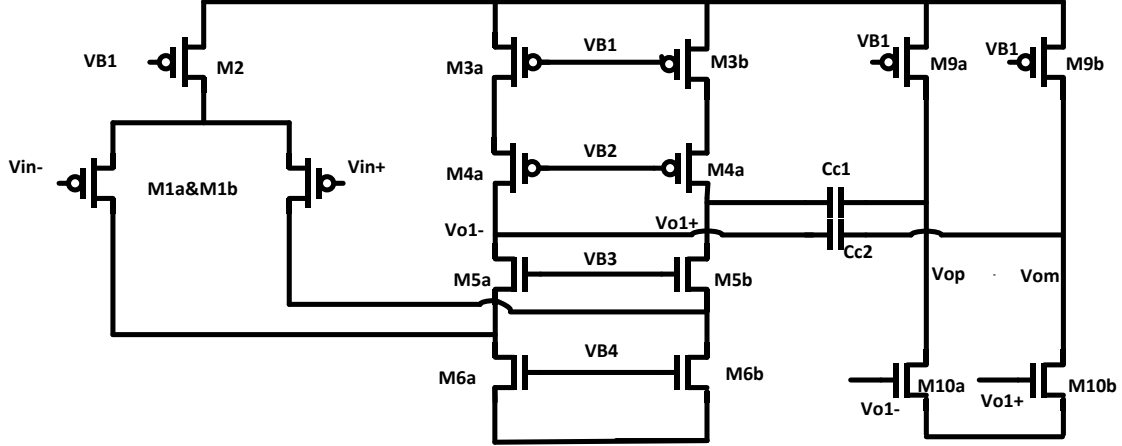 VB1
M2
M3a
VB1
M3b
VB1
M9a
VB1
M9b
Vin-
M1a&M1b
Vin+
M4a
VB2
M4a
Cc1
Vo1-
Vo1+
Cc2
M5a
VB3
M5b
Vop
Vom
M6a
VB4
M6b
M10a
M10b
Vo1-
Vo1+